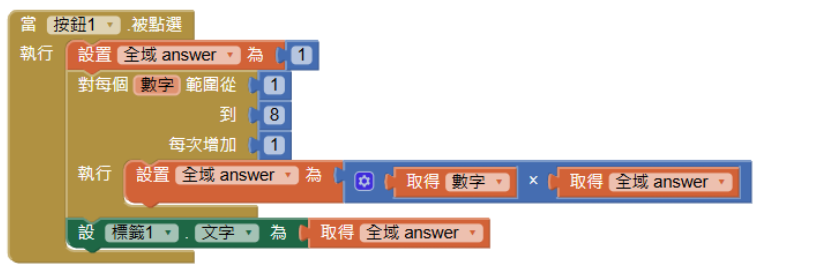 當 按鈕1 .被點選
執行 設置 全域 answer 為 1
對每個 數字 範圍從 1
到 8
每次增加 1
執行 設置 全域 answer 為 取得 數字 × 取得 全域 answer
設 標籤1 . 文字 為 取得 全域 answer